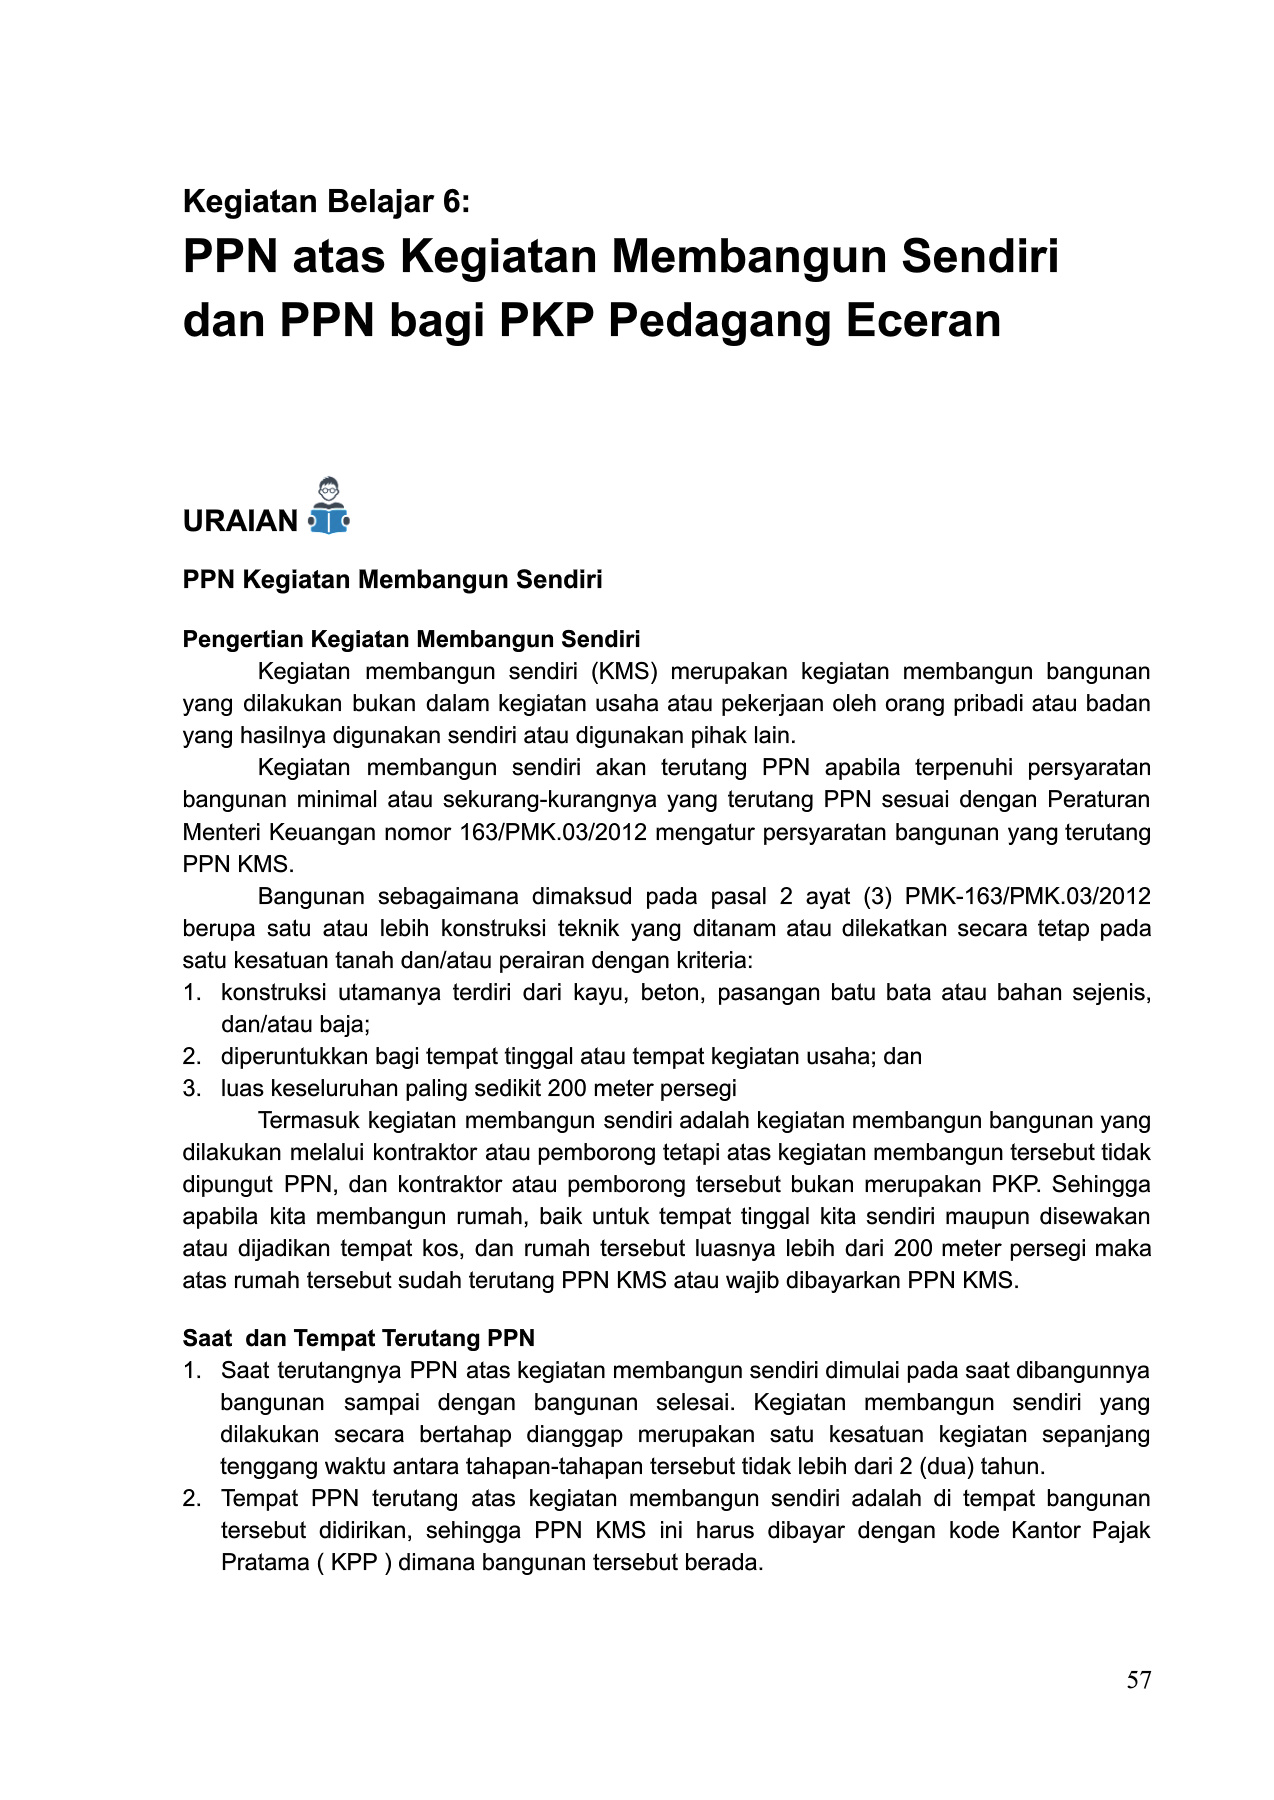 Kegiatan Belajar 6:
PPN atas Kegiatan Membangun Sendiri
dan PPN bagi PKP Pedagang Eceran
URAIAN
PPN Kegiatan Membangun Sendiri
Pengertian Kegiatan Membangun Sendiri
Kegiatan membangun sendiri (KMS) merupakan kegiatan membangun bangunan
yang dilakukan bukan dalam kegiatan usaha atau pekerjaan oleh orang pribadi atau badan
yang hasilnya digunakan sendiri atau digunakan pihak lain.
Kegiatan membangun sendiri akan terutang PPN apabila terpenuhi persyaratan
bangunan minimal atau sekurang-kurangnya yang terutang PPN sesuai dengan Peraturan
Menteri Keuangan nomor 163/PMK.03/2012 mengatur persyaratan bangunan yang terutang
PPN KMS.
Bangunan sebagaimana dimaksud pada pasal 2 ayat (3) PMK-163/PMK.03/2012
berupa satu atau lebih konstruksi teknik yang ditanam atau dilekatkan secara tetap pada
satu kesatuan tanah dan/atau perairan dengan kriteria:
1. konstruksi utamanya terdiri dari kayu, beton, pasangan batu bata atau bahan sejenis,
dan/atau baja;
2. diperuntukkan bagi tempat tinggal atau tempat kegiatan usaha; dan
3. luas keseluruhan paling sedikit 200 meter persegi
Termasuk kegiatan membangun sendiri adalah kegiatan membangun bangunan yang
dilakukan melalui kontraktor atau pemborong tetapi atas kegiatan membangun tersebut tidak
dipungut PPN, dan kontraktor atau pemborong tersebut bukan merupakan PKP. Sehingga
apabila kita membangun rumah, baik untuk tempat tinggal kita sendiri maupun disewakan
atau dijadikan tempat kos, dan rumah tersebut luasnya lebih dari 200 meter persegi maka
atas rumah tersebut sudah terutang PPN KMS atau wajib dibayarkan PPN KMS.
Saat dan Tempat Terutang PPN
1. Saat terutangnya PPN atas kegiatan membangun sendiri dimulai pada saat dibangunnya
bangunan sampai dengan bangunan selesai. Kegiatan membangun sendiri yang
dilakukan secara bertahap dianggap merupakan satu kesatuan kegiatan sepanjang
tenggang waktu antara tahapan-tahapan tersebut tidak lebih dari 2 (dua) tahun.
2. Tempat PPN terutang atas kegiatan membangun sendiri adalah di tempat bangunan
tersebut didirikan, sehingga PPN KMS ini harus dibayar dengan kode Kantor Pajak
Pratama ( KPP ) dimana bangunan tersebut berada.
57